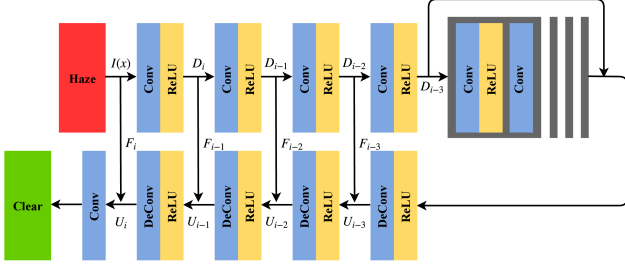 Haze
I(x)
Conv
ReLU
D_i
Conv
ReLU
D_{i−1}
Conv
ReLU
D_{i−2}
Conv
ReLU
D_{i−3}
Conv
ReLU
Conv
F_i
F_{i−1}
F_{i−2}
F_{i−3}
Clear
Conv
U_i
DeConv
ReLU
U_{i−1}
DeConv
ReLU
U_{i−2}
DeConv
ReLU
U_{i−3}
DeConv
ReLU